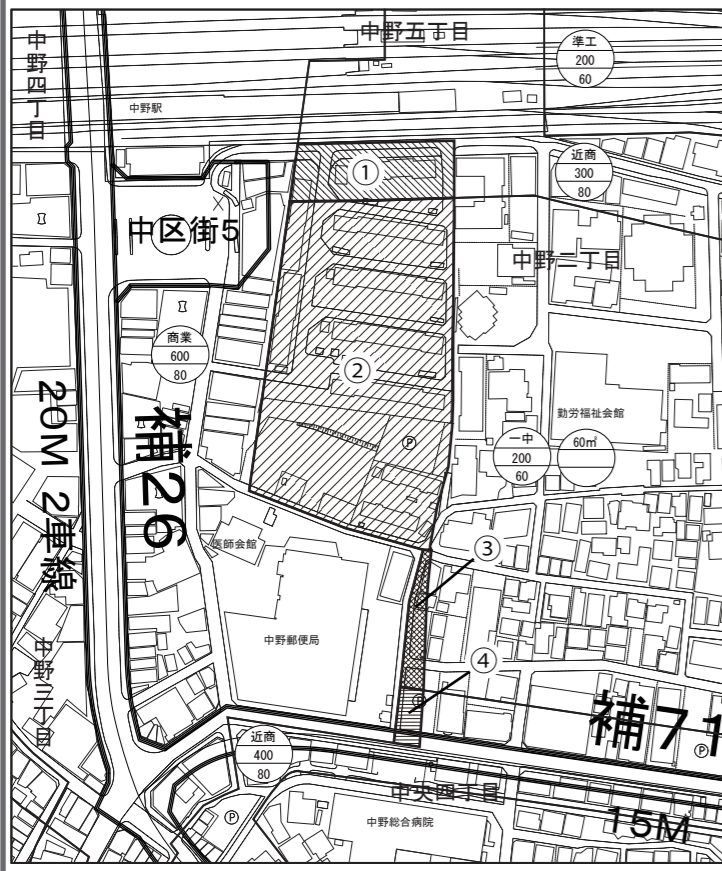 中野五丁目
中野四丁目
準工
200
60
中野駅
近商
300
80
①
中区街5
中野二丁目
商業
600
80
②
勤労福祉会館
20M 2車線
補26
Ⓟ
一中
200
60
60㎡
医師会館
③
中野郵便局
④
中野三丁目
Ⓟ
補71
近商
400
80
Ⓟ
中央四丁目
Ⓟ
中野総合病院
15M